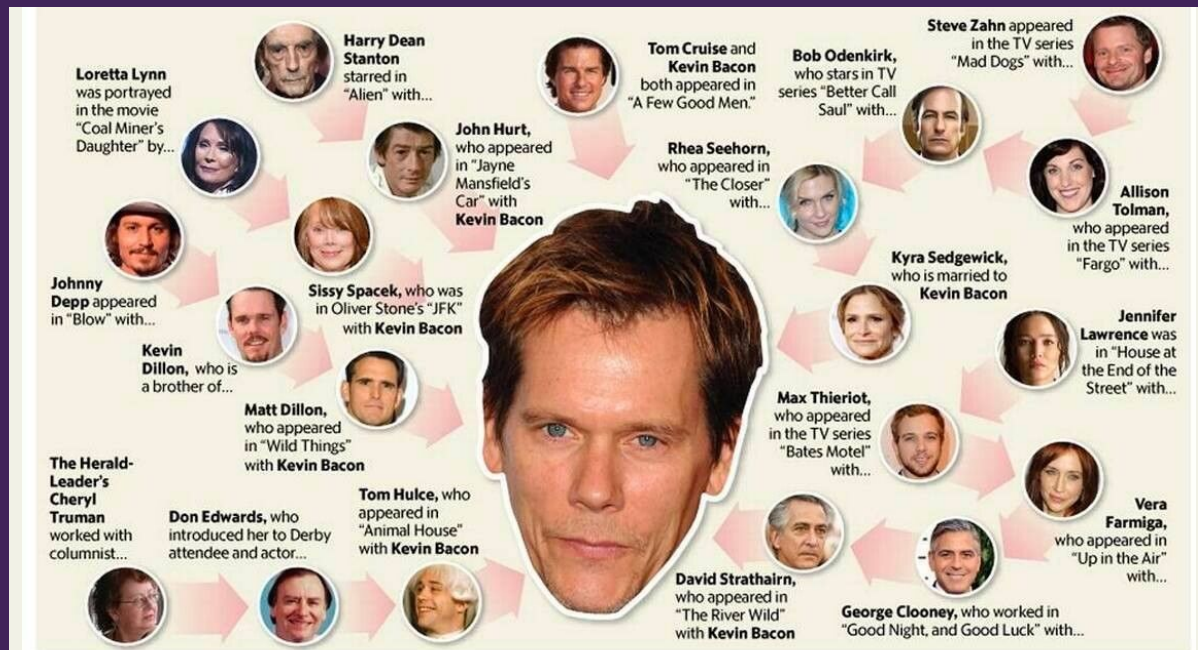 Harry Dean
Stanton
starred in
"Alien" with...
Loretta Lynn
was portrayed
in the movie
"Coal Miner's
Daughter" by...
John Hurt,
who appeared
in "Jayne
Mansfield's
Car" with
Kevin Bacon
Tom Cruise and
Kevin Bacon
both appeared in
"A Few Good Men."
Bob Odenkirk,
who stars in TV
series "Better Call
Saul" with...
Steve Zahn appeared
in the TV series
"Mad Dogs" with...
Rhea Seehorn,
who appeared in
"The Closer"
with...
Allison
Tolman,
who appeared
in the TV series
"Fargo" with...
Kyra Sedgewick,
who is married to
Kevin Bacon
Johnny
Depp appeared
in "Blow" with...
Sissy Spacek, who was
in Oliver Stone's "JFK"
with Kevin Bacon
Kevin
Dillon, who is
a brother of...
Matt Dillon,
who appeared
in "Wild Things"
with Kevin Bacon
Jennifer
Lawrence was
in "House at
the End of the
Street" with...
Max Thieriot,
who appeared
in the TV series
"Bates Motel"
with...
Vera
Farmiga,
who appeared in
"Up in the Air"
with...
The Herald-
Leader's
Cheryl
Truman
worked with
columnist...
Don Edwards, who
introduced her to Derby
attendee and actor...
Tom Hulce, who
appeared in
"Animal House"
with Kevin Bacon
David Strathairn,
who appeared in
"The River Wild"
with Kevin Bacon
George Clooney, who worked in
"Good Night, and Good Luck" with...